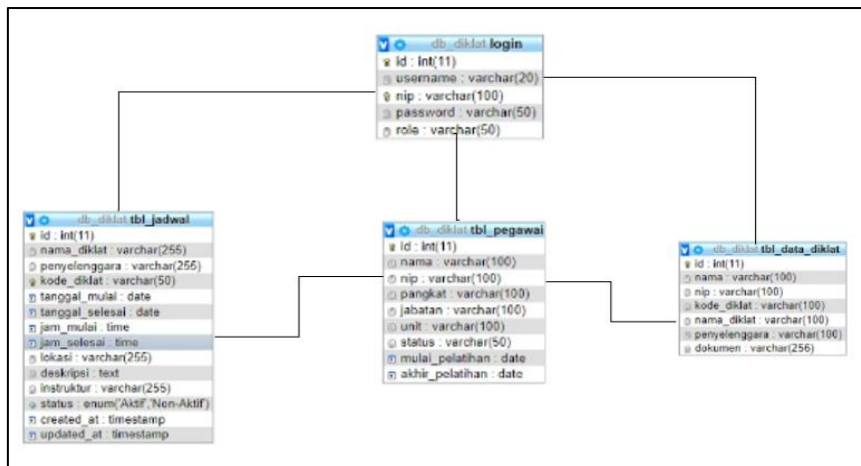 db_diklat login
id : int(11)
username : varchar(20)
nip : varchar(100)
password : varchar(50)
role : varchar(50)
db_diklat tbl_jadwal
id : int(11)
nama_diklat : varchar(255)
penyelenggara : varchar(255)
kode_diklat : varchar(50)
tanggal_mulai : date
tanggal_selesai : date
jam_mulai : time
jam_selesai : time
lokasi : varchar(255)
deskripsi : text
instruktur : varchar(255)
status : enum('Aktif','Non-Aktif')
created_at : timestamp
updated_at : timestamp
db_diklat tbl_pegawai
id : int(11)
nama : varchar(100)
nip : varchar(100)
pangkat : varchar(100)
jabatan : varchar(100)
unit : varchar(100)
status : varchar(50)
mulai_pelatihan : date
akhir_pelatihan : date
db_diklat tbl_data_diklat
id : int(11)
nama : varchar(100)
nip : varchar(100)
kode_diklat : varchar(100)
nama_diklat : varchar(100)
penyelenggara : varchar(100)
dokumen : varchar(256)